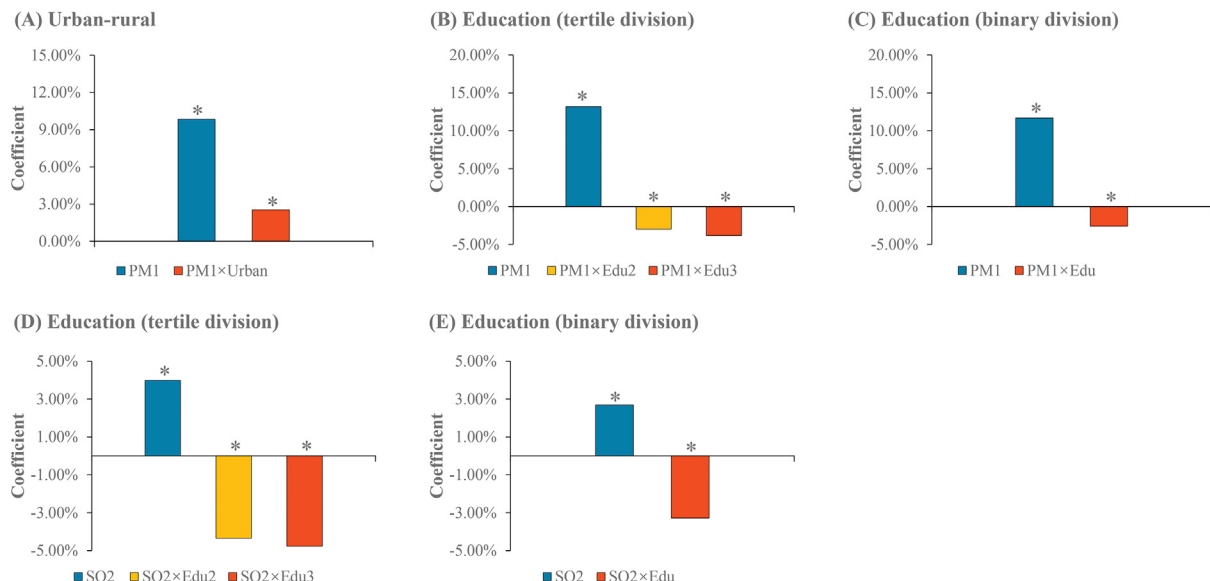 (A) Urban-rural
15.00%
12.00%
9.00%
6.00%
3.00%
0.00%
Coefficient
*
*
PM1 PM1×Urban
(B) Education (tertile division)
20.00%
15.00%
10.00%
5.00%
0.00%
-5.00%
Coefficient
*
*
*
PM1 PM1×Edu2 PM1×Edu3
(C) Education (binary division)
20.00%
15.00%
10.00%
5.00%
0.00%
-5.00%
Coefficient
*
*
PM1 PM1×Edu
(D) Education (tertile division)
5.00%
3.00%
1.00%
-1.00%
-3.00%
-5.00%
Coefficient
*
*
*
SO2 SO2×Edu2 SO2×Edu3
(E) Education (binary division)
5.00%
3.00%
1.00%
-1.00%
-3.00%
-5.00%
Coefficient
*
*
SO2 SO2×Edu